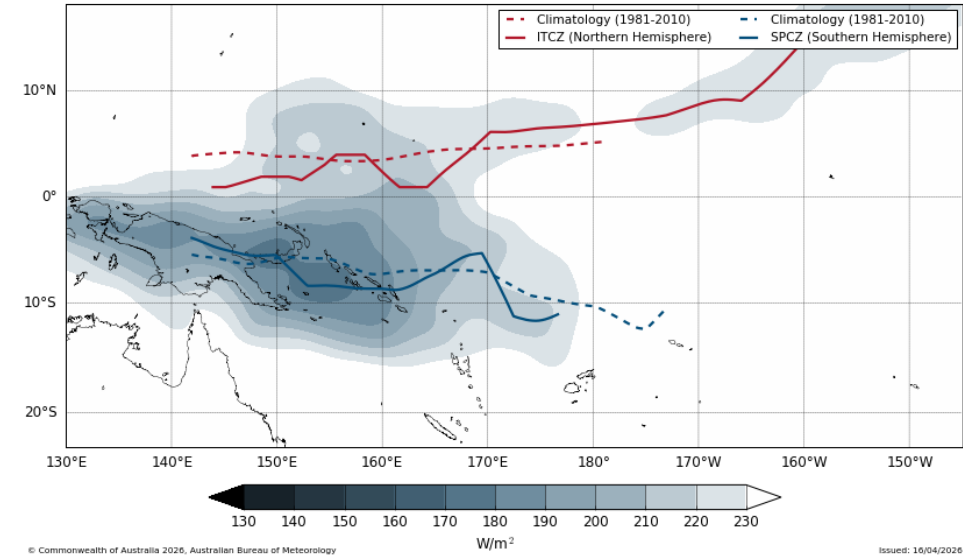 Climatology (1981-2010) Climatology (1981-2010)
ITCZ (Northern Hemisphere) SPCZ (Southern Hemisphere)
10°N
0°
10°S
20°S
130°E 140°E 150°E 160°E 170°E 180° 170°W 160°W 150°W
130 140 150 160 170 180 190 200 210 220 230
W/m²
© Commonwealth of Australia 2026, Australian Bureau of Meteorology Issued: 16/04/2026